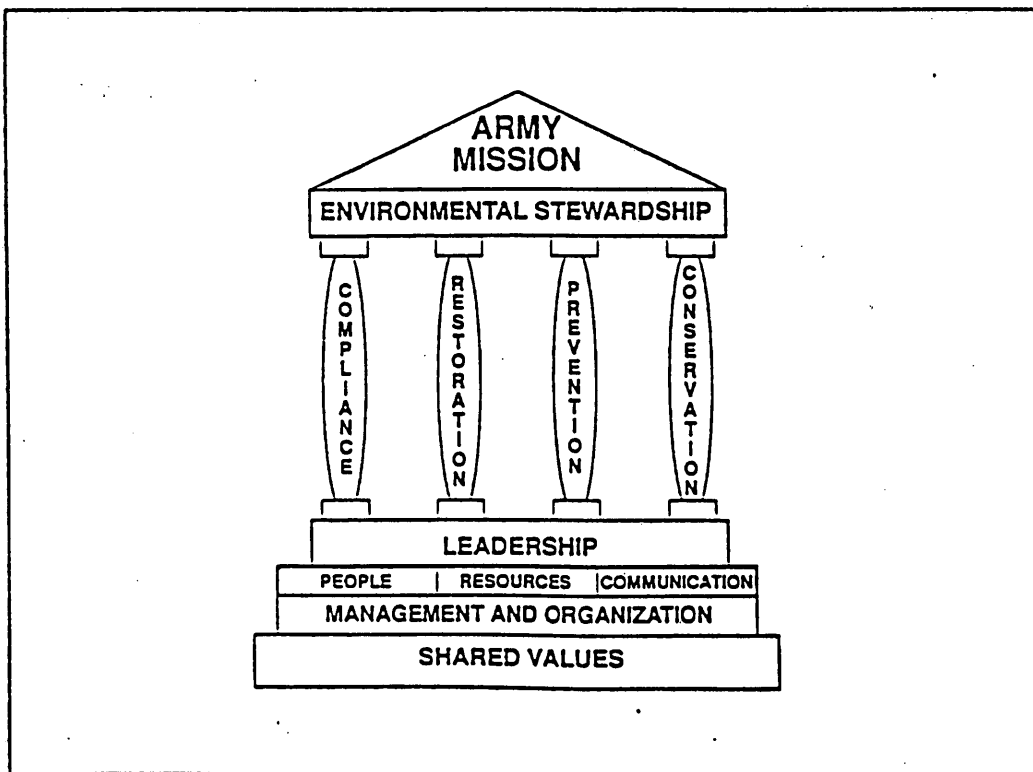 ARMY
MISSION
ENVIRONMENTAL STEWARDSHIP
COMPLIANCE
RESTORATION
PREVENTION
CONSERVATION
LEADERSHIP
PEOPLE | RESOURCES | COMMUNICATION
MANAGEMENT AND ORGANIZATION
SHARED VALUES